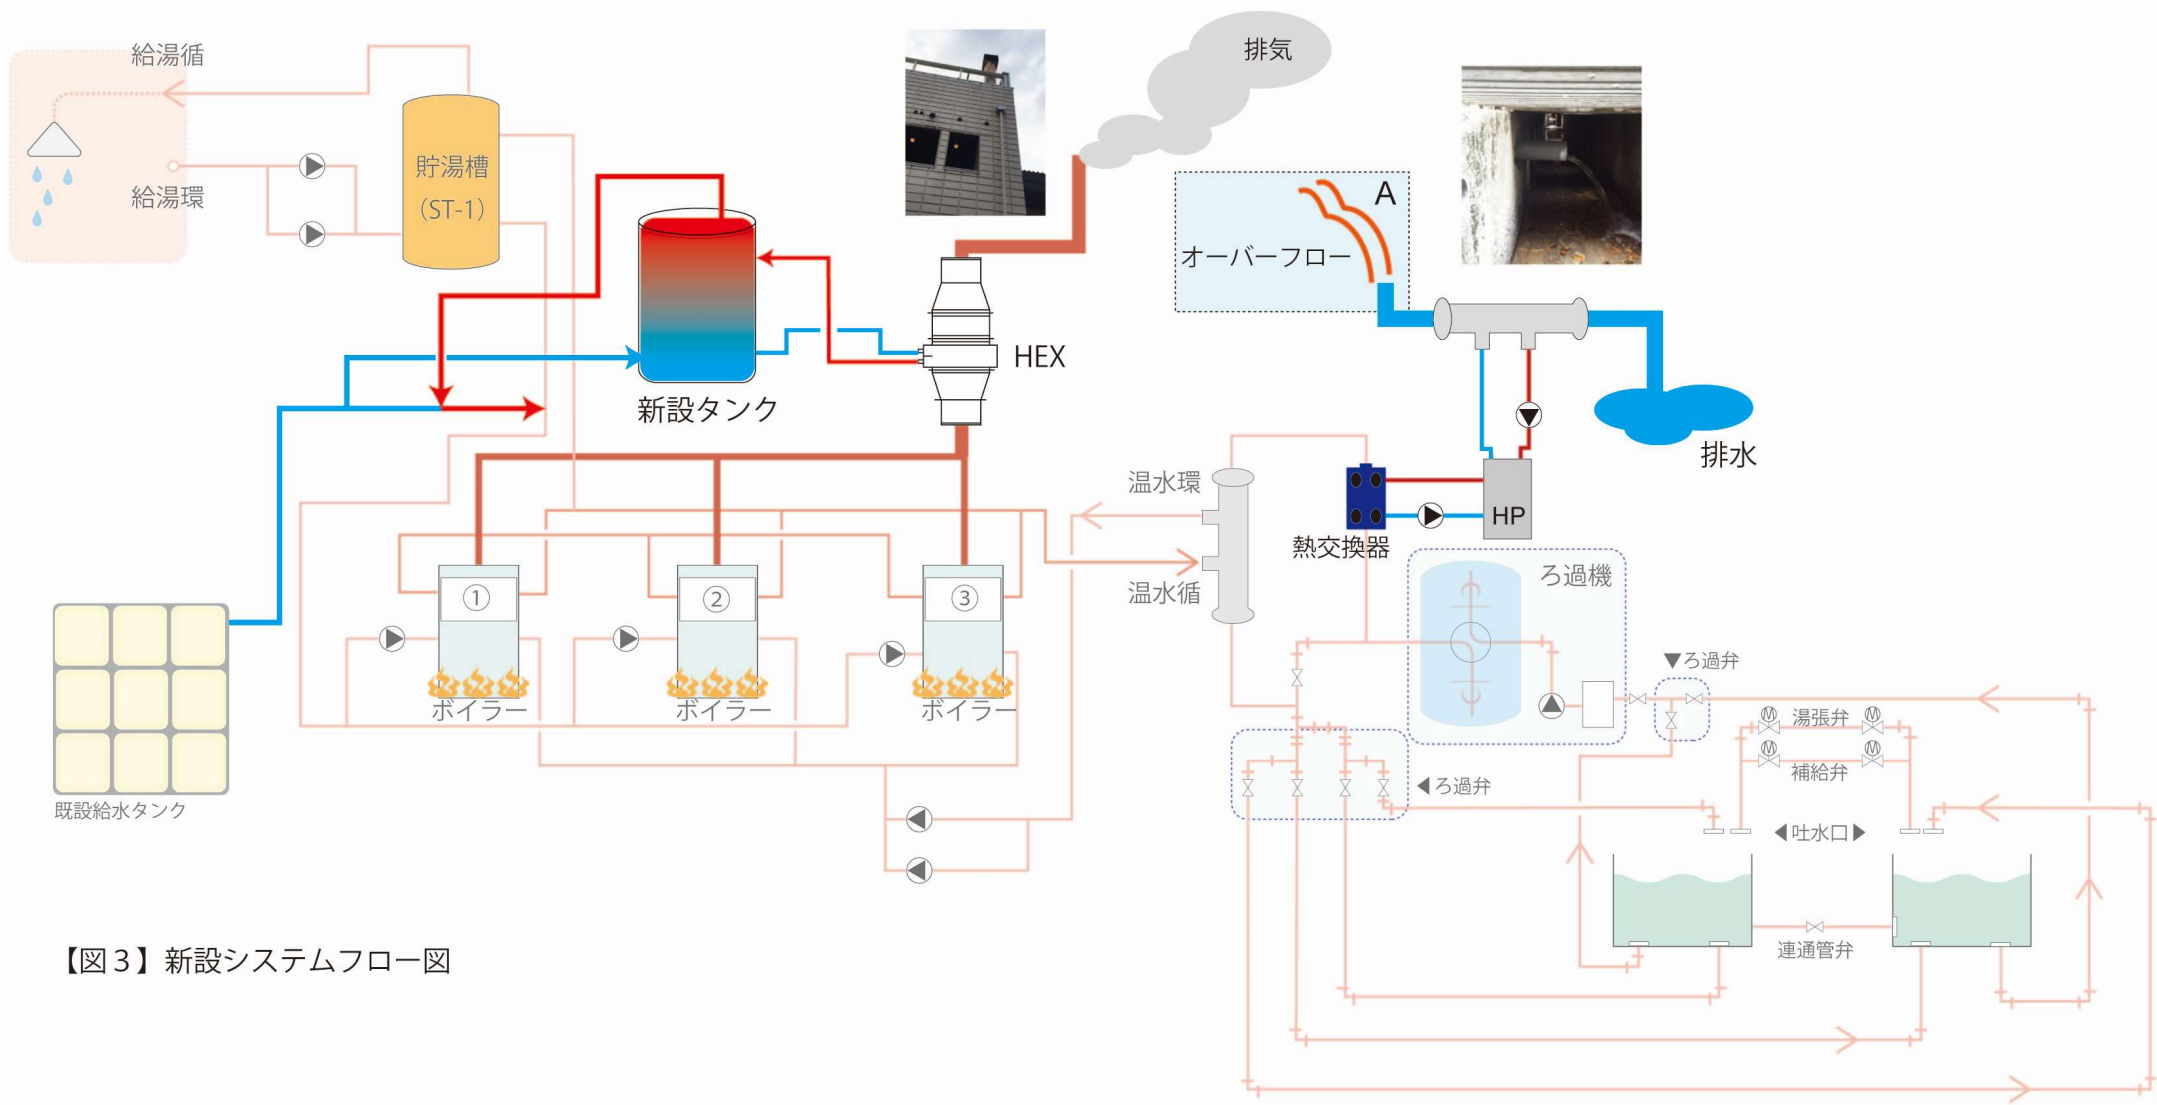 給湯循
給湯環
貯湯槽
（ST-1）
新設タンク
HEX
排気
A
オーバーフロー
排水
HP
熱交換器
温水環
温水循
①
②
③
ボイラー
ボイラー
ボイラー
既設給水タンク
ろ過機
▼ろ過弁
M
湯張弁
M
M
補給弁
M
◀ろ過弁
◀吐水口▶
連通管弁
【図３】新設システムフロー図